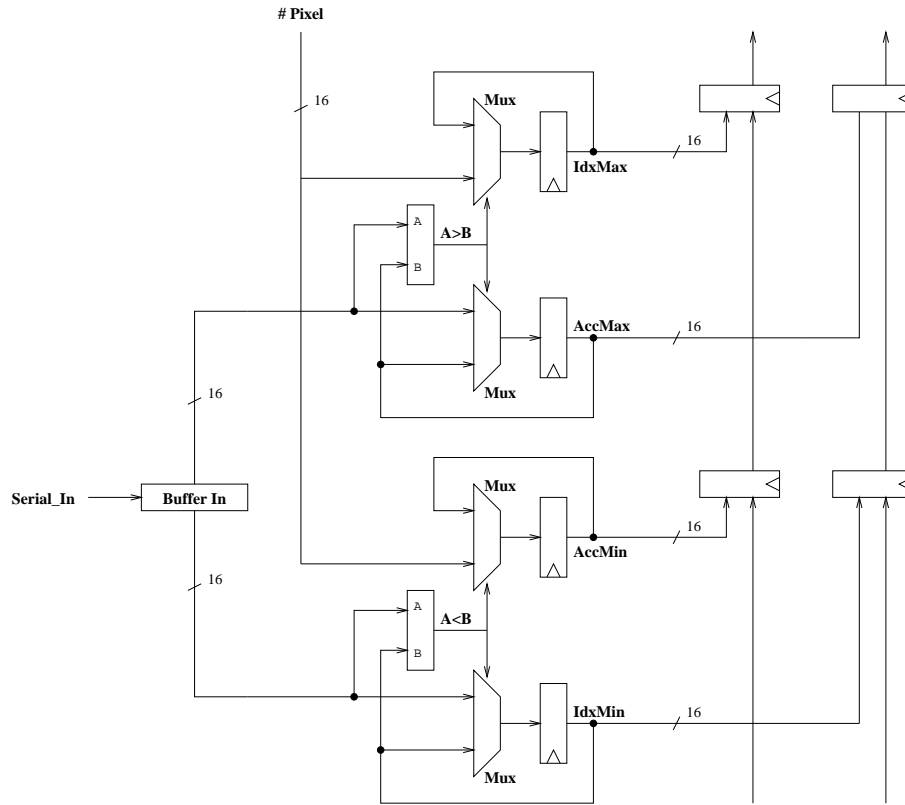 # Pixel
16
Mux
16
IdxMax
A
A>B
B
AccMax
16
16
Mux
Serial_In
Buffer In
Mux
16
AccMin
16
A
A<B
B
IdxMin
16
Mux